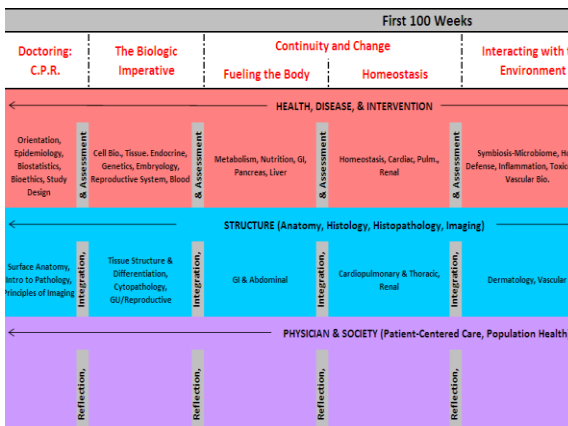 First 100 Weeks
Doctoring:
C.P.R.
The Biologic
Imperative
Continuity and Change
Fueling the Body
Homeostasis
Interacting with
Environment
HEALTH, DISEASE, & INTERVENTION
Orientation,
Epidemiology,
Biostatistics,
Bioethics, Study
Design
& Assessment
Cell Bio., Tissue. Endocrine,
Genetics, Embryology,
Reproductive System, Blood
& Assessment
Metabolism, Nutrition, GI,
Pancreas, Liver
& Assessment
Homeostasis, Cardiac, Pulm.,
Renal
& Assessment
Symbiosis-Microbiome,
Defense, Inflammation,
Vascular Bio.
STRUCTURE (Anatomy, Histology, Histopathology, Imaging)
Surface Anatomy,
Intro to Pathology,
Principles of Imaging
Integration,
Tissue Structure &
Differentiation,
Cytopathology,
GU/Reproductive
Integration,
GI & Abdominal
Integration,
Cardiopulmonary & Thoracic,
Renal
Integration,
Dermatology, Vascular
PHYSICIAN & SOCIETY (Patient-Centered Care, Population Health
Reflection,
Reflection,
Reflection,
Reflection,